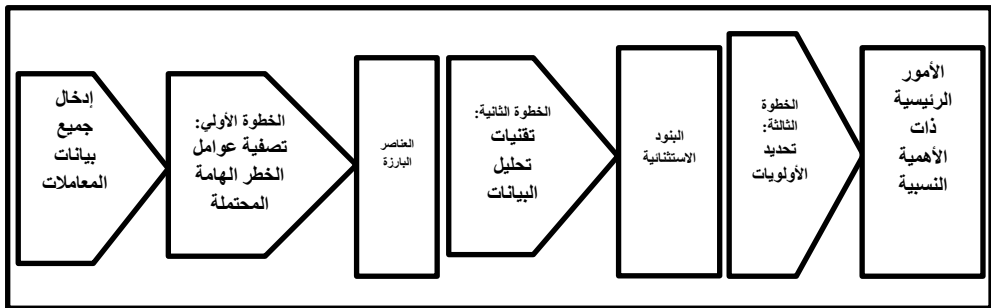 إدخال
جميع
بيانات
المعاملات
الخطوة الأولي:
تصفية عوامل
الخطر الهامة
المحتملة
العناصر
البارزة
الخطوة الثانية:
تقنيات
تحليل
البيانات
البنود
الاستثنائية
الخطوة
الثالثة:
تحديد
الأولويات
الأمور
الرئيسية
ذات
الأهمية
النسبية